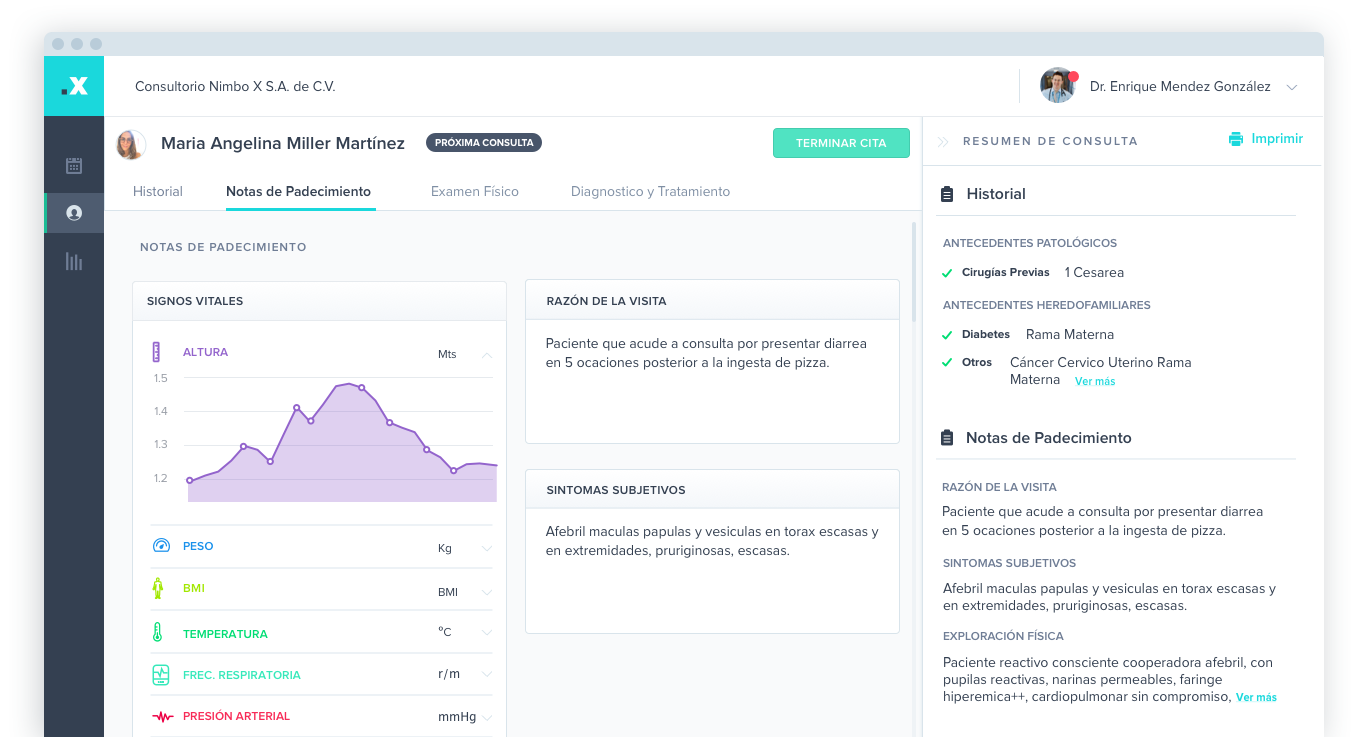 .X
Consultorio Nimbo X S.A. de C.V.
Dr. Enrique Mendez González
Maria Angelina Miller Martínez
PRÓXIMA CONSULTA
TERMINAR CITA
Historial
Notas de Padecimiento
Examen Físico
Diagnostico y Tratamiento
NOTAS DE PADECIMIENTO
SIGNOS VITALES
ALTURA
Mts
1.5
1.4
1.3
1.2
PESO
Kg
BMI
BMI
TEMPERATURA
ºC
FREC. RESPIRATORIA
r/m
PRESIÓN ARTERIAL
mmHg
RAZÓN DE LA VISITA
Paciente que acude a consulta por presentar diarrea
en 5 ocaciones posterior a la ingesta de pizza.
SINTOMAS SUBJETIVOS
Afebril maculas papulas y vesiculas en torax escasas y
en extremidades, pruriginosas, escasas.
RESUMEN DE CONSULTA
Imprimir
Historial
ANTECEDENTES PATOLÓGICOS
Cirugías Previas 1 Cesarea
ANTECEDENTES HEREDOFAMILIARES
Diabetes Rama Materna
Otros Cáncer Cervico Uterino Rama
Materna Ver más
Notas de Padecimiento
RAZÓN DE LA VISITA
Paciente que acude a consulta por presentar diarrea
en 5 ocaciones posterior a la ingesta de pizza.
SINTOMAS SUBJETIVOS
Afebril maculas papulas y vesiculas en torax escasas y
en extremidades, pruriginosas, escasas.
EXPLORACIÓN FÍSICA
Paciente reactivo consciente cooperadora afebril, con
pupilas reactivas, narinas permeables, faringe
hiperemica++, cardiopulmonar sin compromiso, Ver más